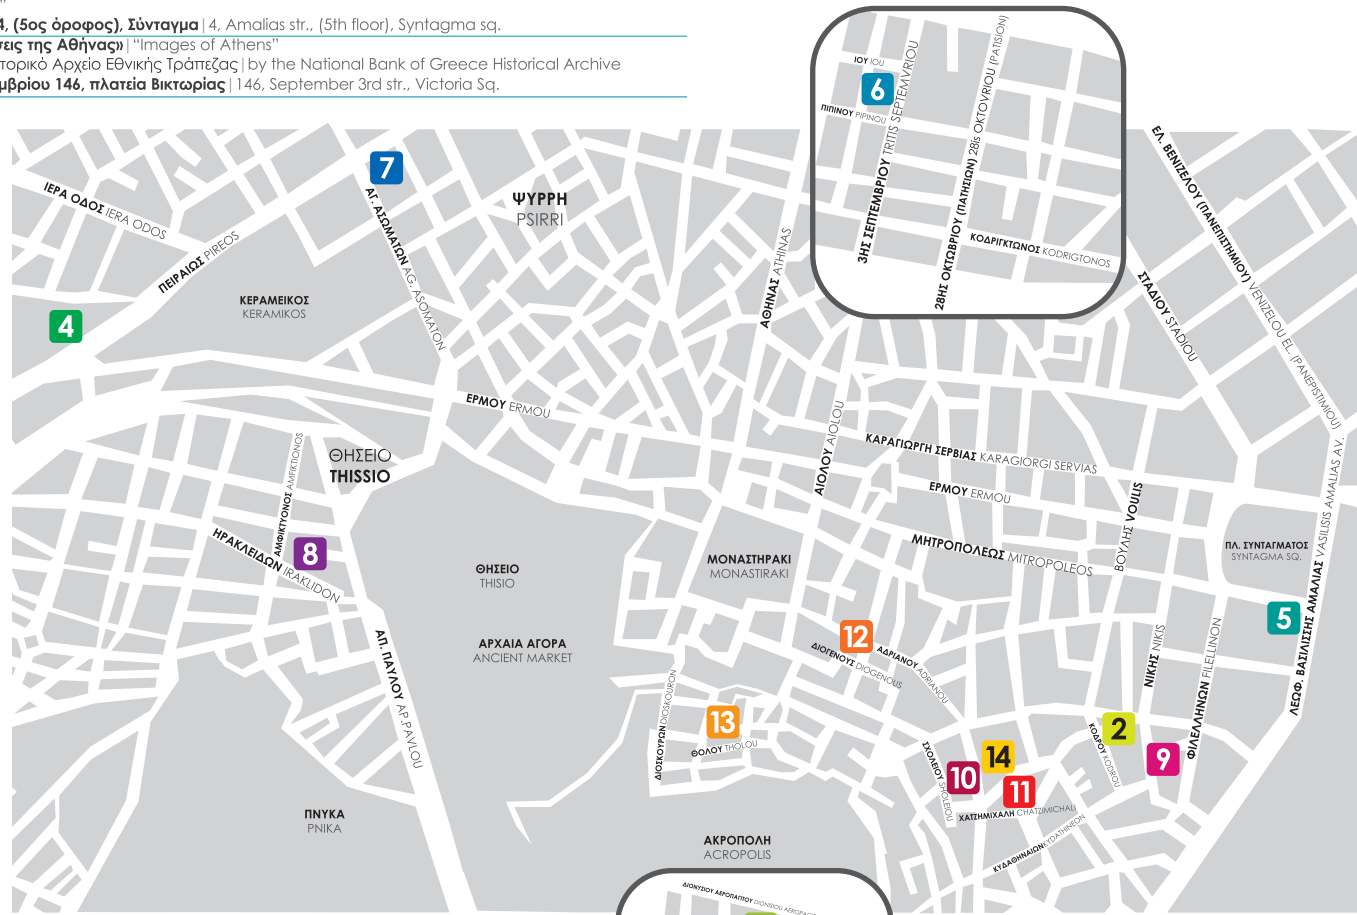 4, (5ος όροφος), Σύνταγμα | 4, Amalias str., (5th floor), Syntagma sq.
σεις της Αθήνας» | “Images of Athens”
τορικό Αρχείο Εθνικής Τράπεζας | by the National Bank of Greece Historical Archive
μβρίου 146, πλατεία Βικτωρίας | 146, September 3rd str., Victoria Sq.
ΙΟΥ IOU
6
ΠΙΠΙΝΟΥ PIPINOU
3ΗΣ ΣΕΠΤΕΜΒΡΙΟΥ TRITIS SEPTEMVRIOU
28ΗΣ ΟΚΤΩΒΡΙΟΥ (ΠΑΤΗΣΙΩΝ) 28is OKTOVRIOU (PATISION)
ΚΟΔΡΙΓΚΤΩΝΟΣ KODRIGTONOS
ΕΛ. ΒΕΝΙΖΕΛΟΥ (ΠΑΝΕΠΙΣΤΗΜΙΟΥ) VENIZELOU EL. (PANEPISTIMIOU)
ΣΤΑΔΙΟΥ STADIOU
7
ΙΕΡΑ ΟΔΟΣ IERA ODOS
ΠΕΙΡΑΙΩΣ PIREOS
ΑΓ. ΑΣΩΜΑΤΩΝ AG. ASOMATON
ΨΥΡΡΗ
PSIRRI
ΑΘΗΝΑΣ ATHINAS
ΚΕΡΑΜΕΙΚΟΣ
KERAMIKOS
4
ΕΡΜΟΥ ERMOU
ΑΙΟΛΟΥ AIOLOU
ΚΑΡΑΓΙΩΡΓΗ ΣΕΡΒΙΑΣ KARAGIORGI SERVIAS
ΕΡΜΟΥ ERMOU
ΒΟΥΛΗΣ VOULIS
ΘΗΣΕΙΟ
THISSIO
ΑΜΦΙΚΤΥΟΝΟΣ AMFIKTIONOS
8
ΗΡΑΚΛΕΙΔΩΝ IRAKLIDON
ΜΗΤΡΟΠΟΛΕΩΣ MITROPOLEOS
ΠΛ. ΣΥΝΤΑΓΜΑΤΟΣ
SYNTAGMA SQ.
ΛΕΩΦ. ΒΑΣΙΛΙΣΣΗΣ ΑΜΑΛΙΑΣ VASILISIS AMALIAS AV.
ΘΗΣΕΙΟ
THISIO
ΜΟΝΑΣΤΗΡΑΚΙ
MONASTIRAKI
5
ΑΡΧΑΙΑ ΑΓΟΡΑ
ANCIENT MARKET
12
ΔΙΟΓΕΝΟΥΣ DIOGENOUS
ΑΔΡΙΑΝΟΥ ADRIANOU
ΝΙΚΗΣ NIKIS
ΦΙΛΕΛΛΗΝΩΝ FILELLINON
ΑΠ. ΠΑΥΛΟΥ AP.PAVLOU
ΔΙΟΣΚΟΥΡΩΝ DIOSKOURON
13
ΘΟΛΟΥ THOLOU
2
ΚΟΔΡΟΥ KODROU
9
14
10
11
ΣΧΟΛΕΙΟΥ SHOLEIOU
ΧΑΤΖΗΜΙΧΑΛΗ CHATZIMICHALI
ΚΥΔΑΘΗΝΑΙΩΝ KYDATHINEON
ΠΝΥΚΑ
PNIKA
ΑΚΡΟΠΟΛΗ
ACROPOLIS